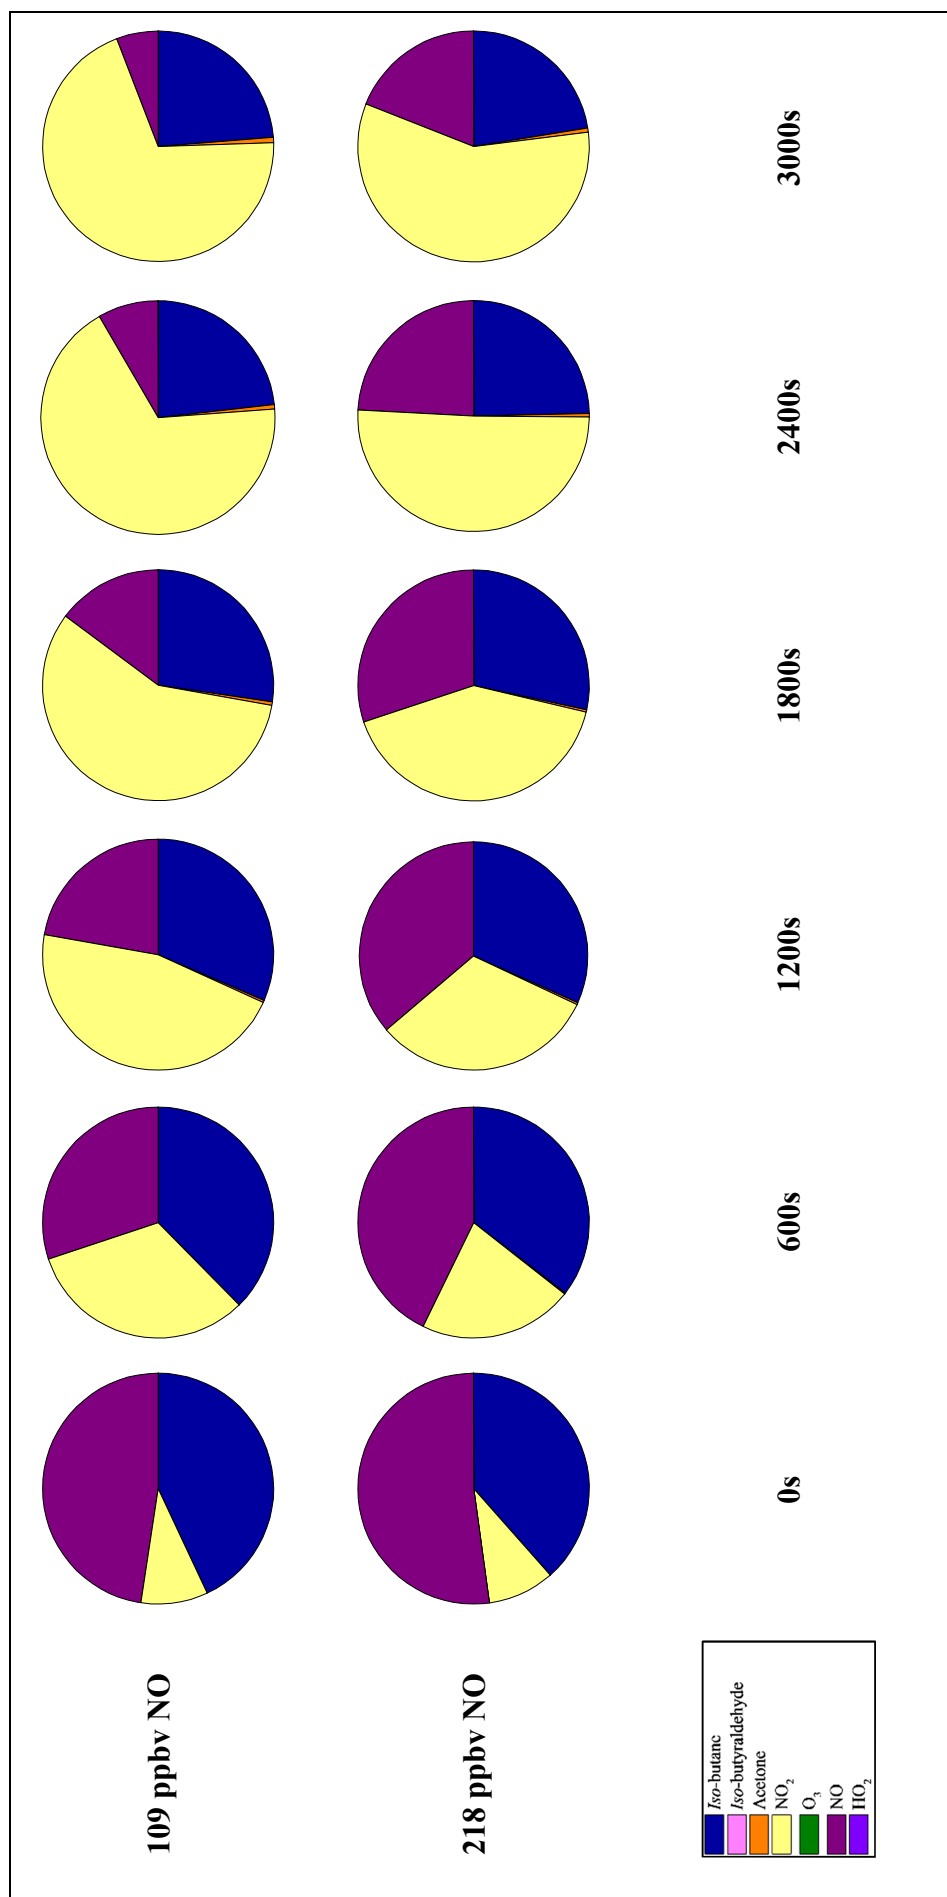 109 ppbv NO
218 ppbv NO
0s
600s
1200s
1800s
2400s
3000s
Iso-butane
Iso-butyraldehyde
Acetone
NO₂
O₃
NO
HO₂